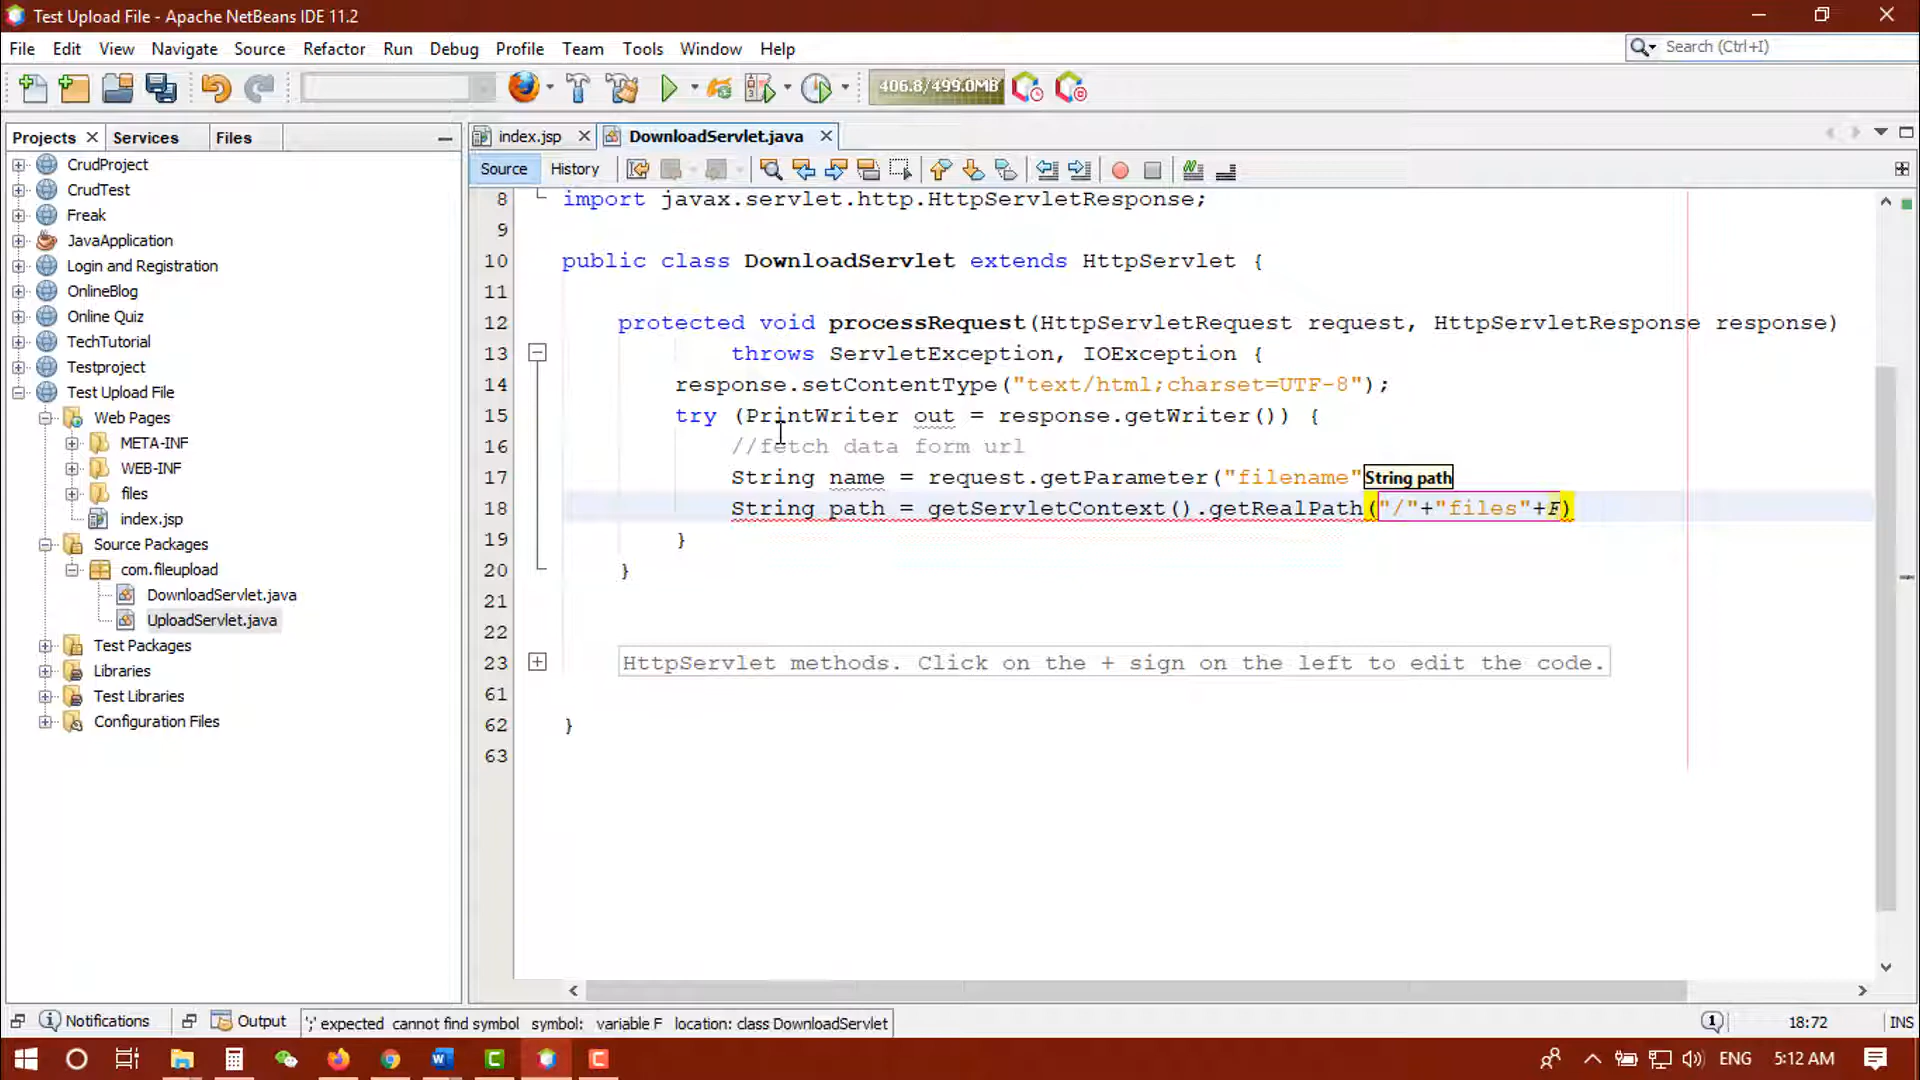 Test Upload File - Apache NetBeans IDE 11.2
File Edit View Navigate Source Refactor Run Debug Profile Team Tools Window Help
Search (Ctrl+I)
406.8/499.0MB
Projects Services Files
index.jsp DownloadServlet.java
Source History
CrudProject
CrudTest
Freak
JavaApplication
Login and Registration
OnlineBlog
Online Quiz
TechTutorial
Testproject
Test Upload File
Web Pages
META-INF
WEB-INF
files
index.jsp
Source Packages
com.fileupload
DownloadServlet.java
UploadServlet.java
Test Packages
Libraries
Test Libraries
Configuration Files
8 import javax.servlet.http.HttpServletResponse;
9
10 public class DownloadServlet extends HttpServlet {
11
12 protected void processRequest(HttpServletRequest request, HttpServletResponse response)
13 throws ServletException, IOException {
14 response.setContentType("text/html;charset=UTF-8");
15 try (PrintWriter out = response.getWriter()) {
16 //fetch data form url
17 String name = request.getParameter("filename" String path
18 String path = getServletContext().getRealPath("/"+"files"+F)
19 }
20 }
21
22
23 HttpServlet methods. Click on the + sign on the left to edit the code.
61
62 }
63
Notifications Output ';' expected cannot find symbol symbol: variable F location: class DownloadServlet 1 18:72 INS
ENG 5:12 AM